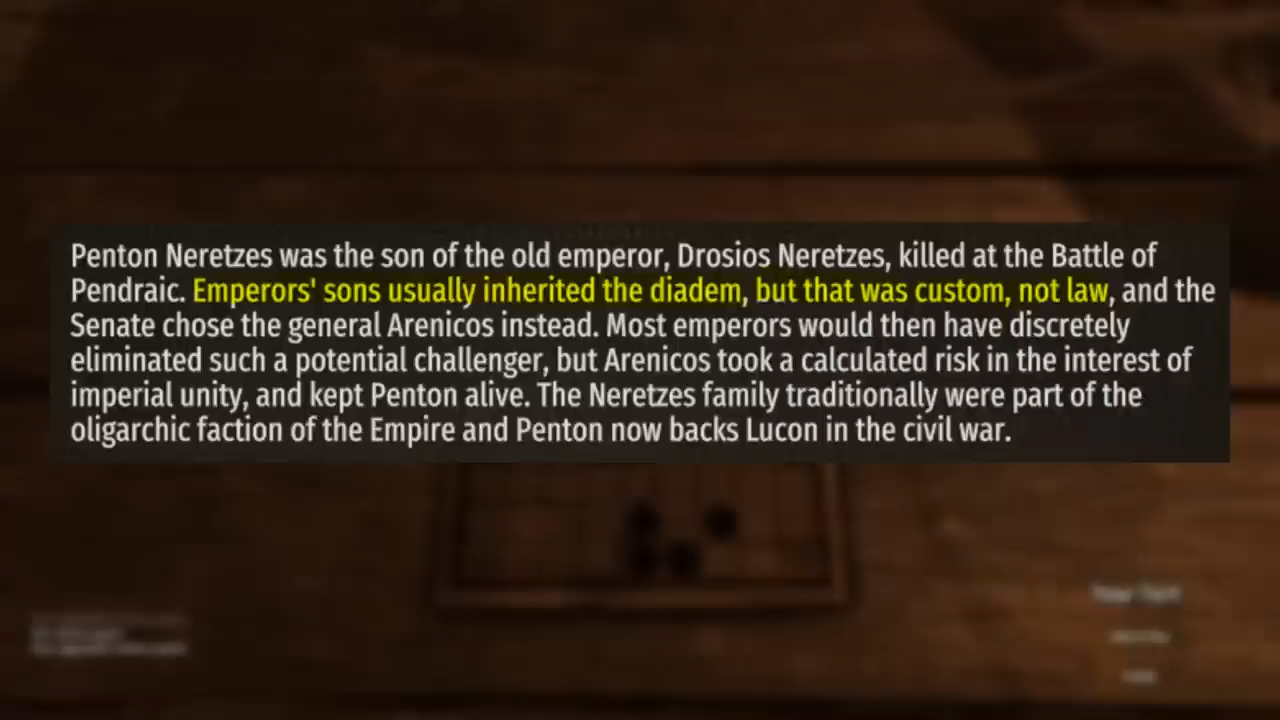 Penton Neretzes was the son of the old emperor, Drosios Neretzes, killed at the Battle of
Pendraic. Emperors' sons usually inherited the diadem, but that was custom, not law, and the
Senate chose the general Arenicos instead. Most emperors would then have discretely
eliminated such a potential challenger, but Arenicos took a calculated risk in the interest of
imperial unity, and kept Penton alive. The Neretzes family traditionally were part of the
oligarchic faction of the Empire and Penton now backs Lucon in the civil war.